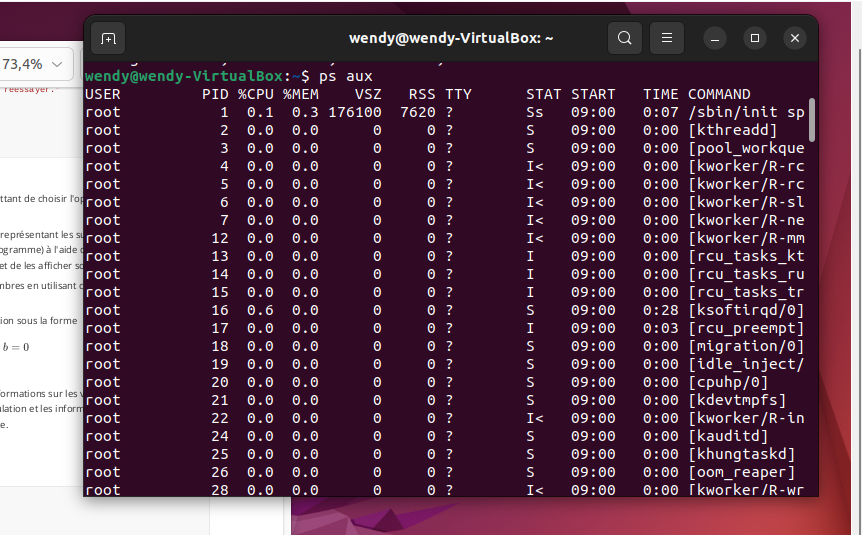 73,4%
réessayer."
ttant de choisir l'op
représentant les su
ogramme) à l'aide d
et de les afficher so
mbres en utilisant d
ion sous la forme
b = 0
formations sur les v
lation et les inform
e.
wendy@wendy-VirtualBox: ~
wendy@wendy-VirtualBox:~$ ps aux
USER PID %CPU %MEM VSZ RSS TTY STAT START TIME COMMAND
root 1 0.1 0.3 176100 7620 ? Ss 09:00 0:07 /sbin/init sp
root 2 0.0 0.0 0 0 ? S 09:00 0:00 [kthreadd]
root 3 0.0 0.0 0 0 ? S 09:00 0:00 [pool_workque
root 4 0.0 0.0 0 0 ? I< 09:00 0:00 [kworker/R-rc
root 5 0.0 0.0 0 0 ? I< 09:00 0:00 [kworker/R-rc
root 6 0.0 0.0 0 0 ? I< 09:00 0:00 [kworker/R-sl
root 7 0.0 0.0 0 0 ? I< 09:00 0:00 [kworker/R-ne
root 12 0.0 0.0 0 0 ? I< 09:00 0:00 [kworker/R-mm
root 13 0.0 0.0 0 0 ? I 09:00 0:00 [rcu_tasks_kt
root 14 0.0 0.0 0 0 ? I 09:00 0:00 [rcu_tasks_ru
root 15 0.0 0.0 0 0 ? I 09:00 0:00 [rcu_tasks_tr
root 16 0.6 0.0 0 0 ? S 09:00 0:28 [ksoftirqd/0]
root 17 0.0 0.0 0 0 ? I 09:00 0:03 [rcu_preempt]
root 18 0.0 0.0 0 0 ? S 09:00 0:00 [migration/0]
root 19 0.0 0.0 0 0 ? S 09:00 0:00 [idle_inject/
root 20 0.0 0.0 0 0 ? S 09:00 0:00 [cpuhp/0]
root 21 0.0 0.0 0 0 ? S 09:00 0:00 [kdevtmpfs]
root 22 0.0 0.0 0 0 ? I< 09:00 0:00 [kworker/R-in
root 24 0.0 0.0 0 0 ? S 09:00 0:00 [kauditd]
root 25 0.0 0.0 0 0 ? S 09:00 0:00 [khungtaskd]
root 26 0.0 0.0 0 0 ? S 09:00 0:00 [oom_reaper]
root 28 0.0 0.0 0 0 ? I< 09:00 0:00 [kworker/R-wr